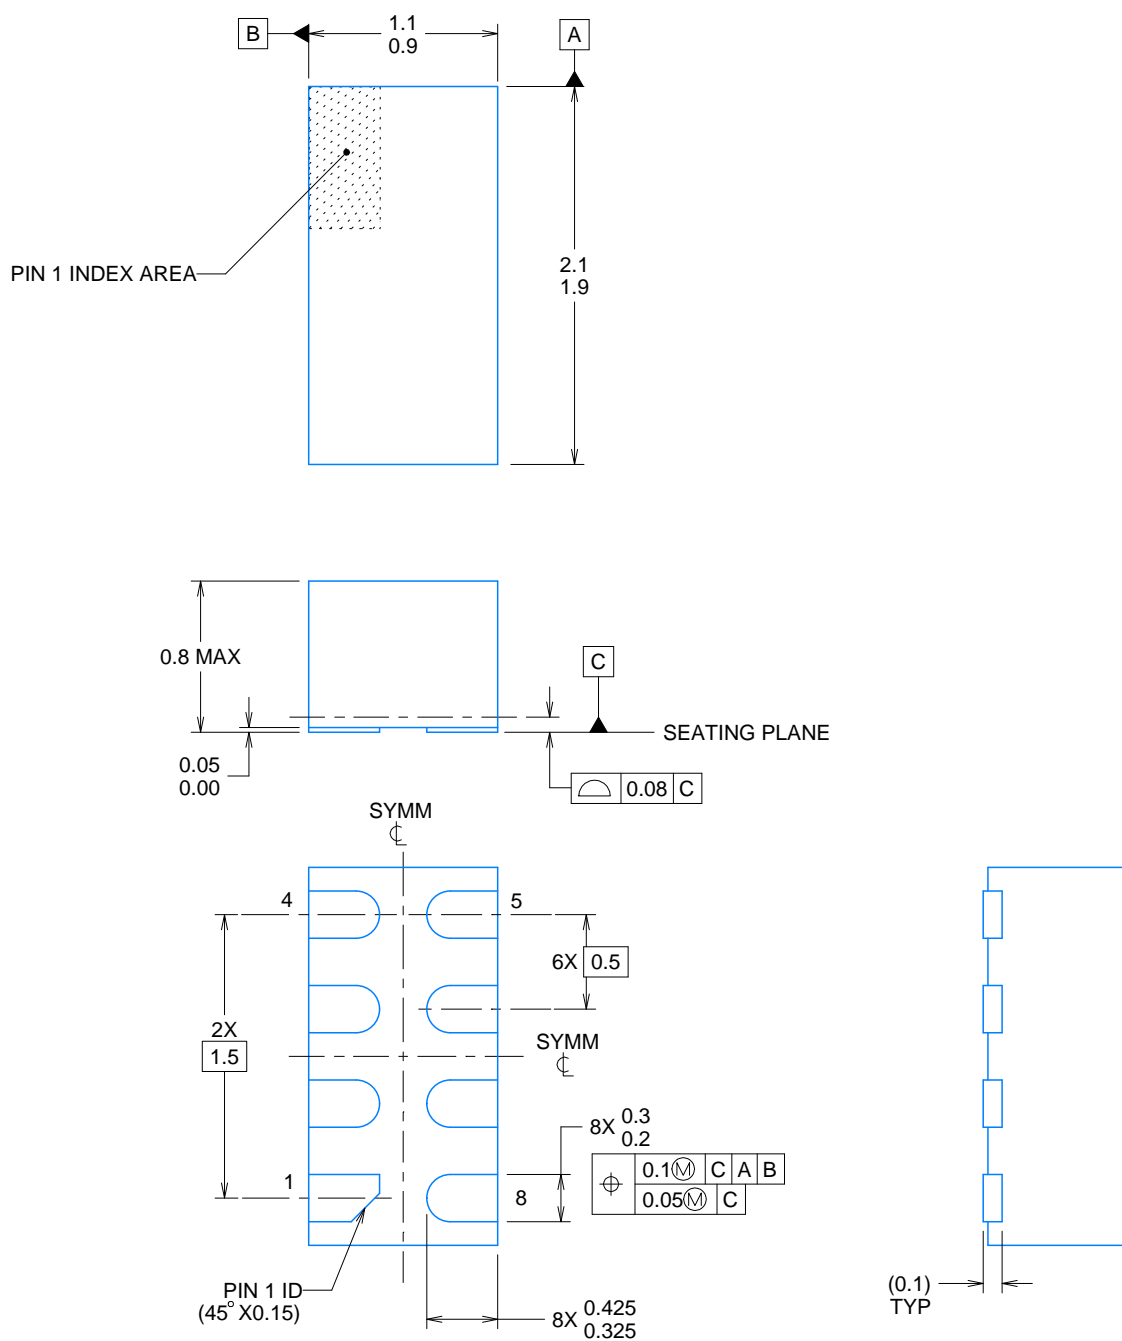 B
1.1
0.9
A
PIN 1 INDEX AREA
2.1
1.9
0.8 MAX
C
SEATING PLANE
0.05
0.00
0.08 C
SYMM
℄
4
5
6X 0.5
2X
1.5
SYMM
℄
8X 0.3
0.2
0.1Ⓜ C A B
0.05Ⓜ C
1
8
PIN 1 ID
(45° X0.15)
8X 0.425
0.325
(0.1)
TYP